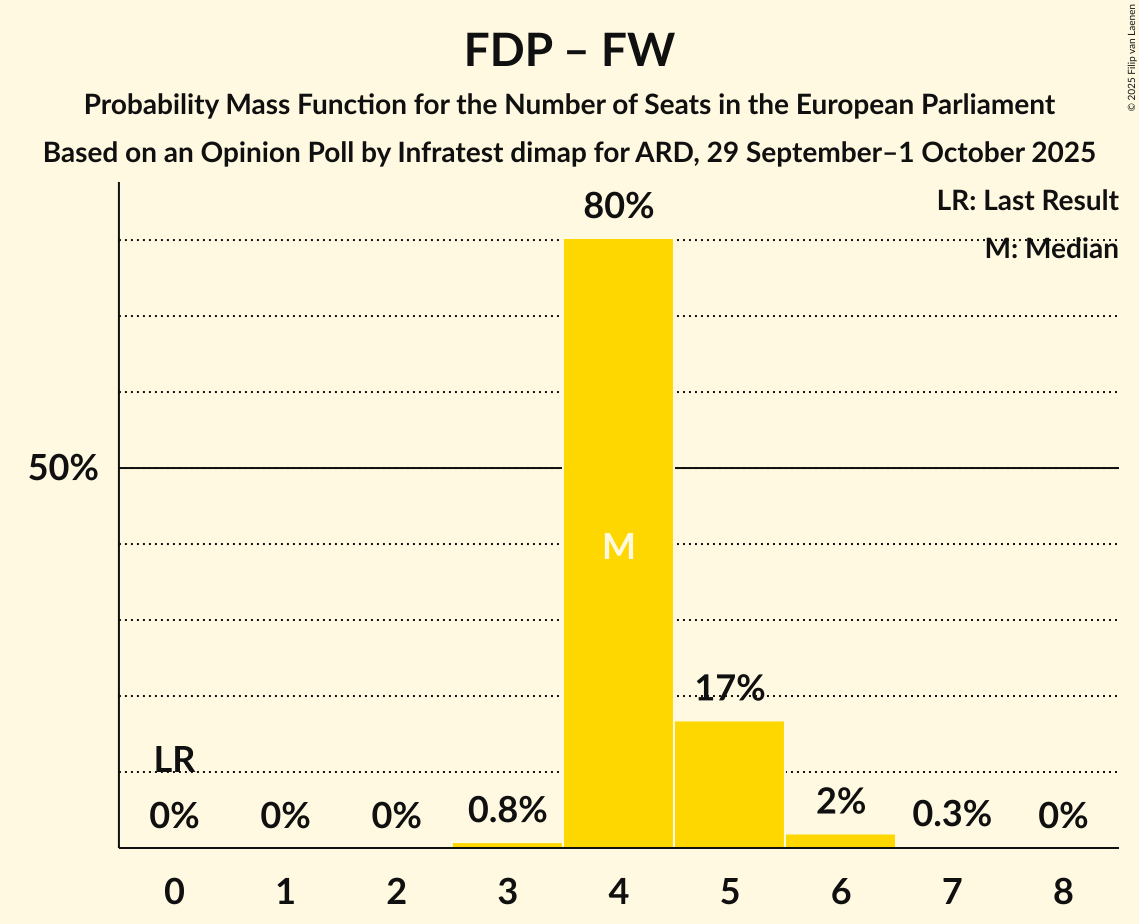 FDP – FW
Probability Mass Function for the Number of Seats in the European Parliament
Based on an Opinion Poll by Infratest dimap for ARD, 29 September–1 October 2025
© 2025 Filip van Laenen
LR: Last Result
M: Median
80%
50%
M
17%
LR
0% 0% 0% 0.8% 2% 0.3% 0%
0 1 2 3 4 5 6 7 8